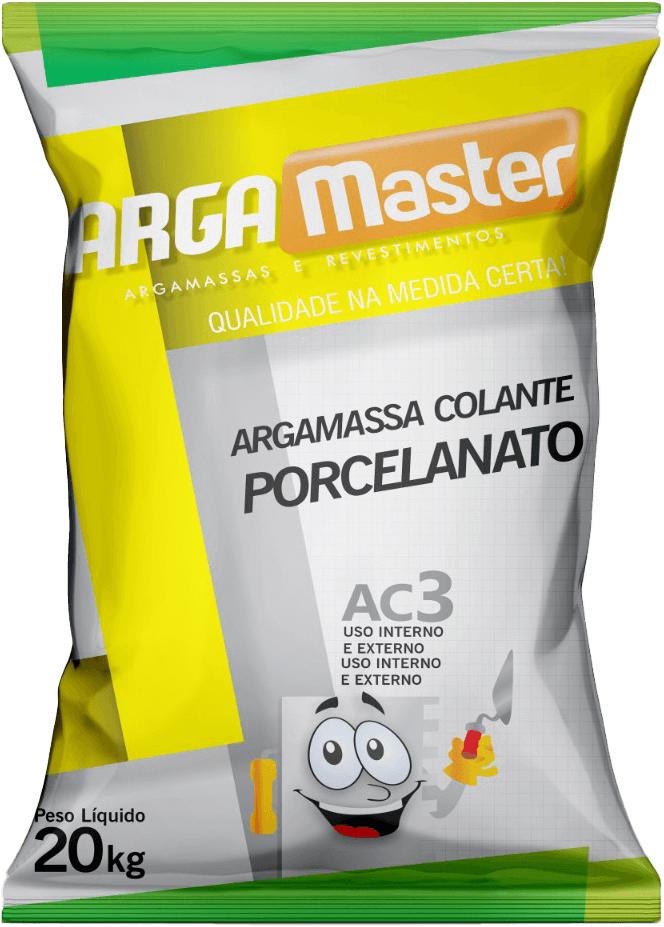 ARGA Master
ARGAMASSAS E REVESTIMENTOS
QUALIDADE NA MEDIDA CERTA!
ARGAMASSA COLANTE
PORCELANATO
AC3
USO INTERNO
E EXTERNO
USO INTERNO
E EXTERNO
Peso Líquido
20kg